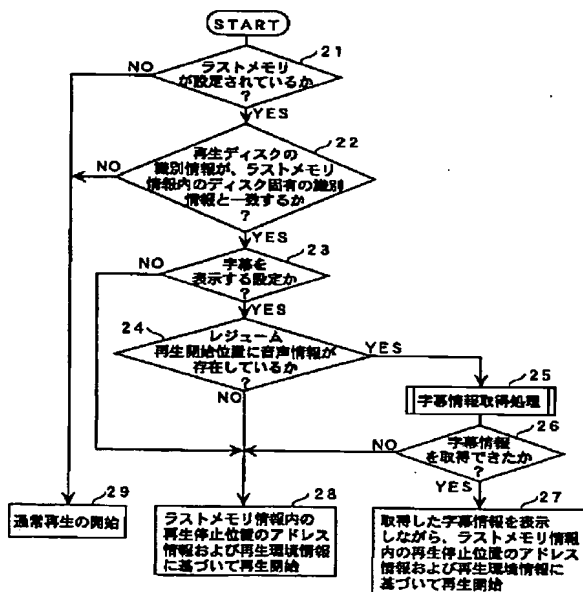 START
21
ラストメモリ
が設定されているか
?
NO
YES
22
再生ディスクの
識別情報が、ラストメモリ
情報内のディスク固有の識別
情報と一致するか
?
NO
YES
23
字幕を
表示する設定か
?
NO
YES
24
レジューム
再生開始位置に音声情報が
存在しているか
?
YES
NO
25
字幕情報取得処理
26
字幕情報
を取得できたか
?
NO
YES
29
通常再生の開始
28
ラストメモリ情報内の
再生停止位置のアドレス
情報および再生環境情報
に基づいて再生開始
27
取得した字幕情報を表示
しながら、ラストメモリ情報
内の再生停止位置のアドレス
情報および再生環境情報に
基づいて再生開始